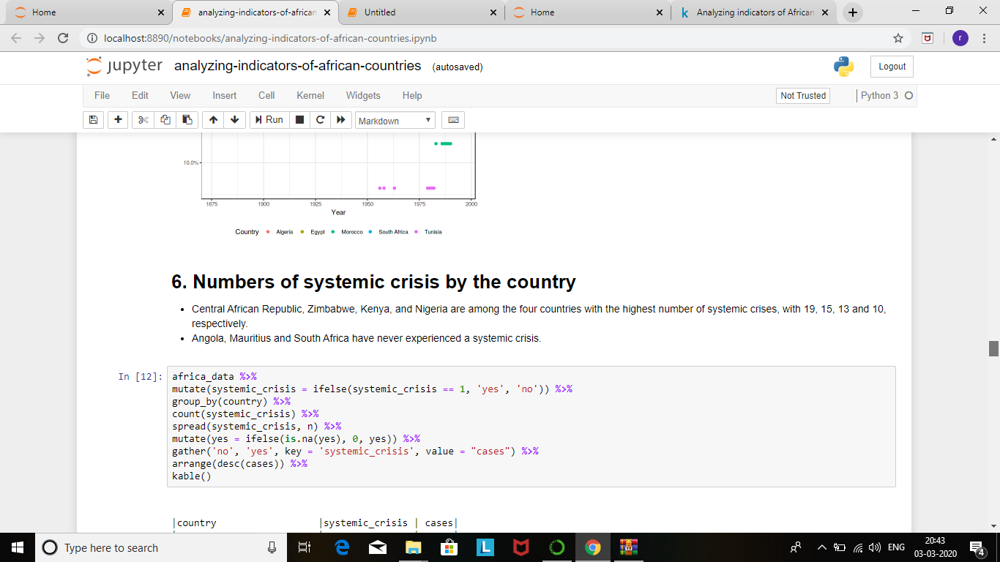 Home
analyzing-indicators-of-african
Untitled
Home
Analyzing indicators of African
localhost:8890/notebooks/analyzing-indicators-of-african-countries.ipynb
r
jupyter analyzing-indicators-of-african-countries (autosaved)
Logout
File Edit View Insert Cell Kernel Widgets Help
Not Trusted
Python 3
Run
Markdown
10.0%
1875 1900 1925 1950 1975 2000
Year
Country Algeria Egypt Morocco South Africa Tunisia
6. Numbers of systemic crisis by the country
Central African Republic, Zimbabwe, Kenya, and Nigeria are among the four countries with the highest number of systemic crises, with 19, 15, 13 and 10,
respectively.
Angola, Mauritius and South Africa have never experienced a systemic crisis.
In [12]:
africa_data %>%
mutate(systemic_crisis = ifelse(systemic_crisis == 1, 'yes', 'no')) %>%
group_by(country) %>%
count(systemic_crisis) %>%
spread(systemic_crisis, n) %>%
mutate(yes = ifelse(is.na(yes), 0, yes)) %>%
gather('no', 'yes', key = 'systemic_crisis', value = "cases") %>%
arrange(desc(cases)) %>%
kable()
|country |systemic_crisis | cases|
Type here to search
L
ENG
20:43
03-03-2020
4